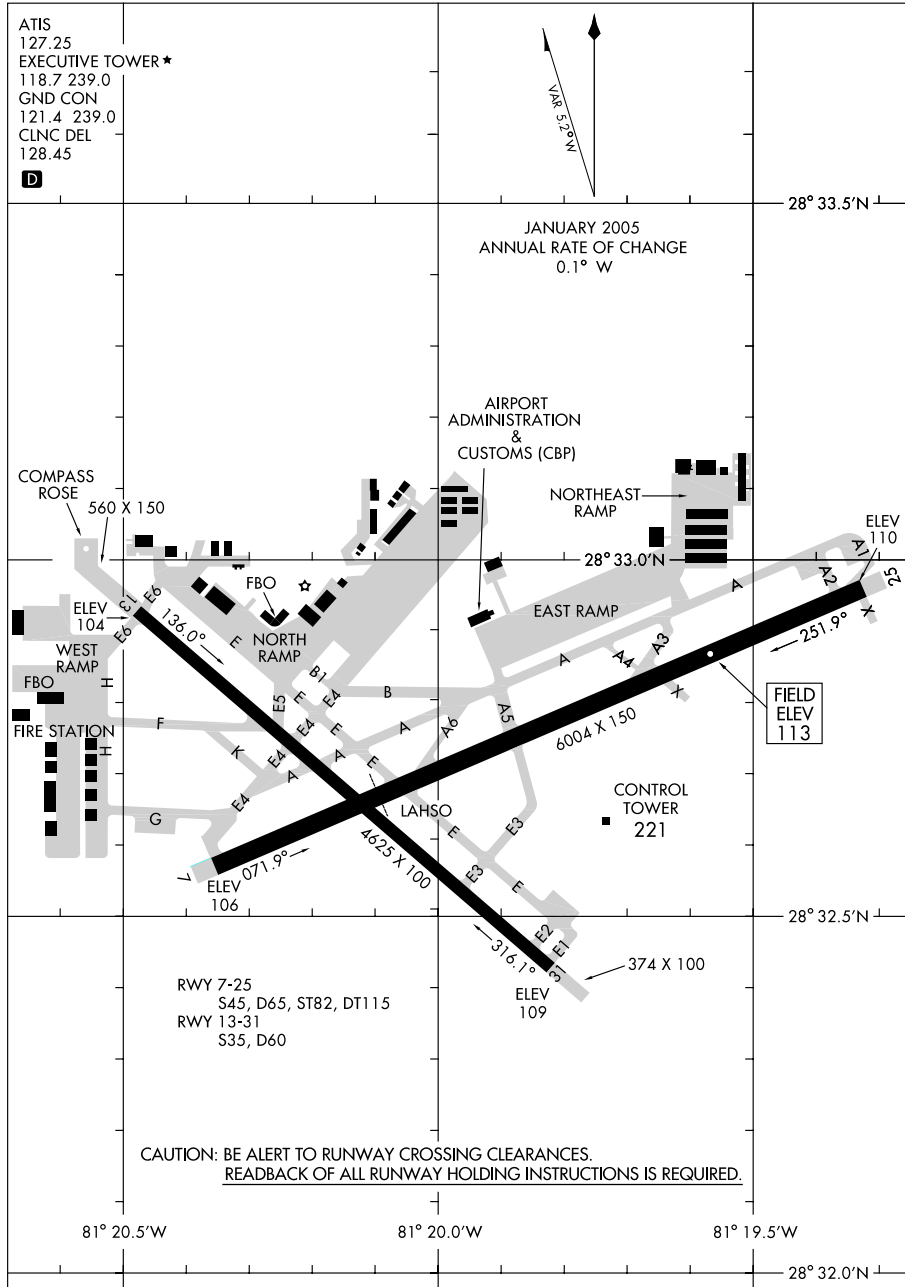 ATIS
127.25
EXECUTIVE TOWER★
118.7 239.0
GND CON
121.4 239.0
CLNC DEL
128.45
D
VAR 5.2° W
28° 33.5'N
JANUARY 2005
ANNUAL RATE OF CHANGE
0.1° W
AIRPORT
ADMINISTRATION
&
CUSTOMS (CBP)
COMPASS
ROSE
560 X 150
NORTHEAST
RAMP
ELEV
110
28° 33.0'N
A1
A2
25
A
X
FBO
ELEV
104
13
E6
E6
136.0°
E
NORTH
RAMP
EAST RAMP
251.9°
WEST
RAMP
FBO
H
B1
E4
B
E5
E
A
A4
A3
X
FIELD
ELEV
113
FIRE STATION
H
F
K
E4
E
A
A6
A5
6004 X 150
E4
A
A
E
E4
LAHSO
CONTROL
TOWER
221
G
4625 X 100
E
E3
7
ELEV
106
071.9°
E3
E
28° 32.5'N
316.1°
E2
E1
31
374 X 100
ELEV
109
RWY 7-25
S45, D65, ST82, DT115
RWY 13-31
S35, D60
CAUTION: BE ALERT TO RUNWAY CROSSING CLEARANCES.
READBACK OF ALL RUNWAY HOLDING INSTRUCTIONS IS REQUIRED.
81° 20.5'W
81° 20.0'W
81° 19.5'W
28° 32.0'N